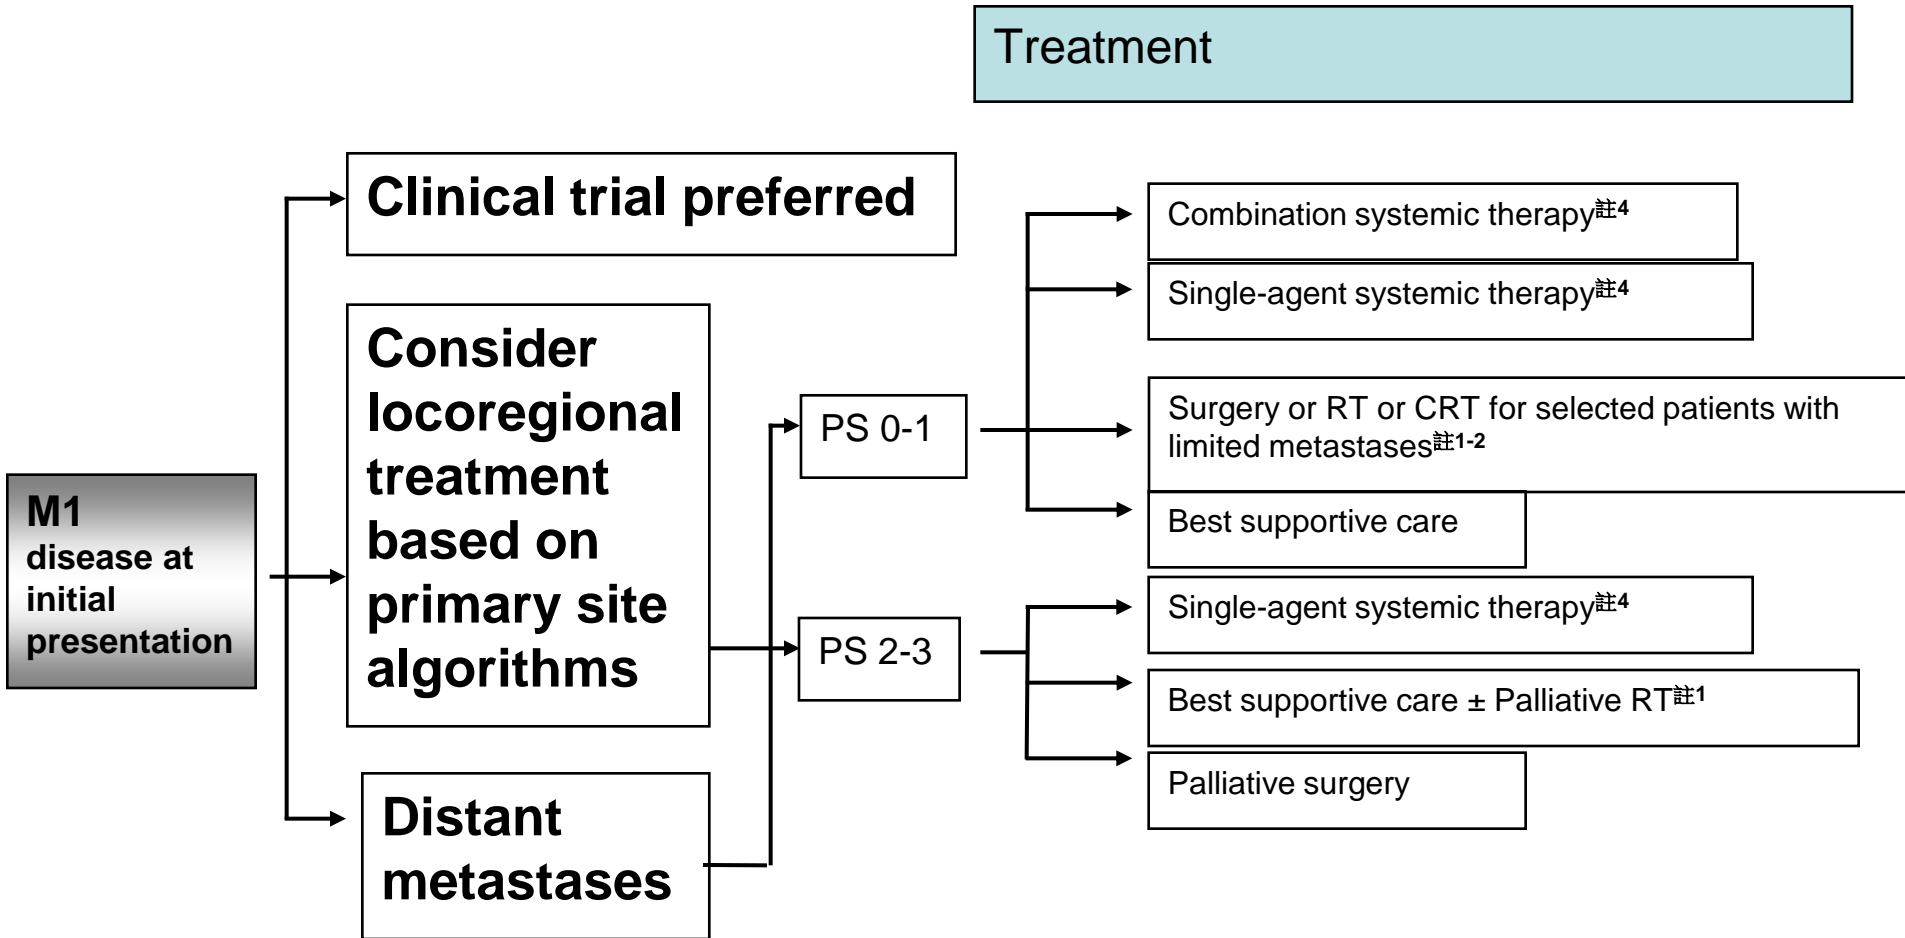 Treatment
Clinical trial preferred
Consider
locoregional
treatment
based on
primary site
algorithms
M1
disease at
initial
presentation
Distant
metastases
PS 0-1
PS 2-3
Combination systemic therapy註4
Single-agent systemic therapy註4
Surgery or RT or CRT for selected patients with
limited metastases註1-2
Best supportive care
Single-agent systemic therapy註4
Best supportive care ± Palliative RT註1
Palliative surgery